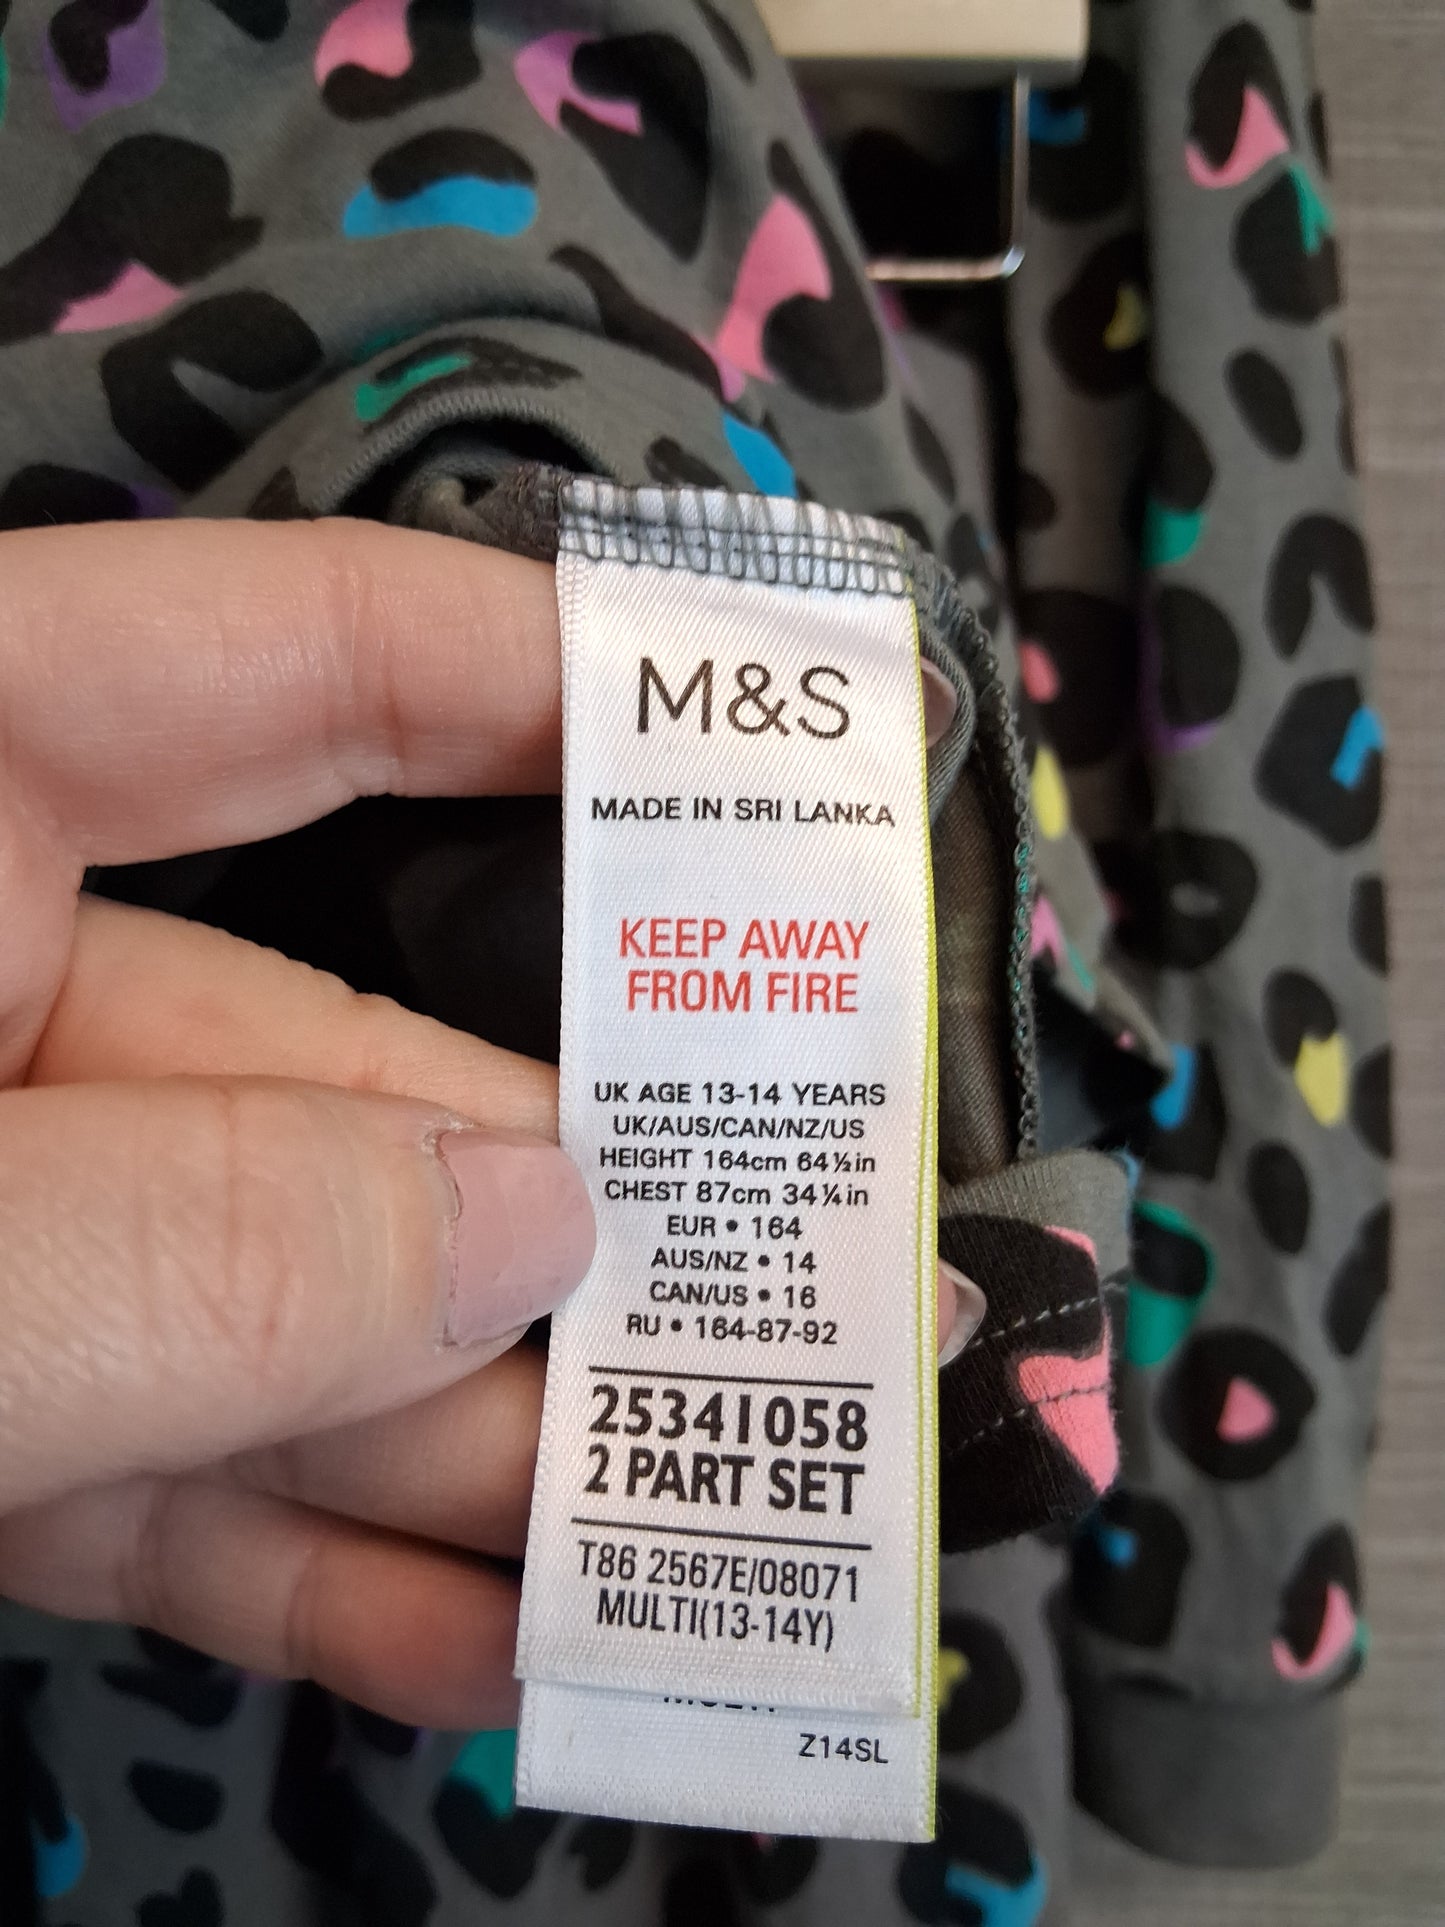 M&S
MADE IN SRI LANKA
KEEP AWAY
FROM FIRE
UK AGE 13-14 YEARS
UK/AUS/CAN/NZ/US
HEIGHT 164cm 64½in
CHEST 87cm 34¼in
EUR • 164
AUS/NZ • 14
CAN/US • 16
RU • 164-87-92
25341058
2 PART SET
T86 2567E/08071
MULTI(13-14Y)
Z14SL